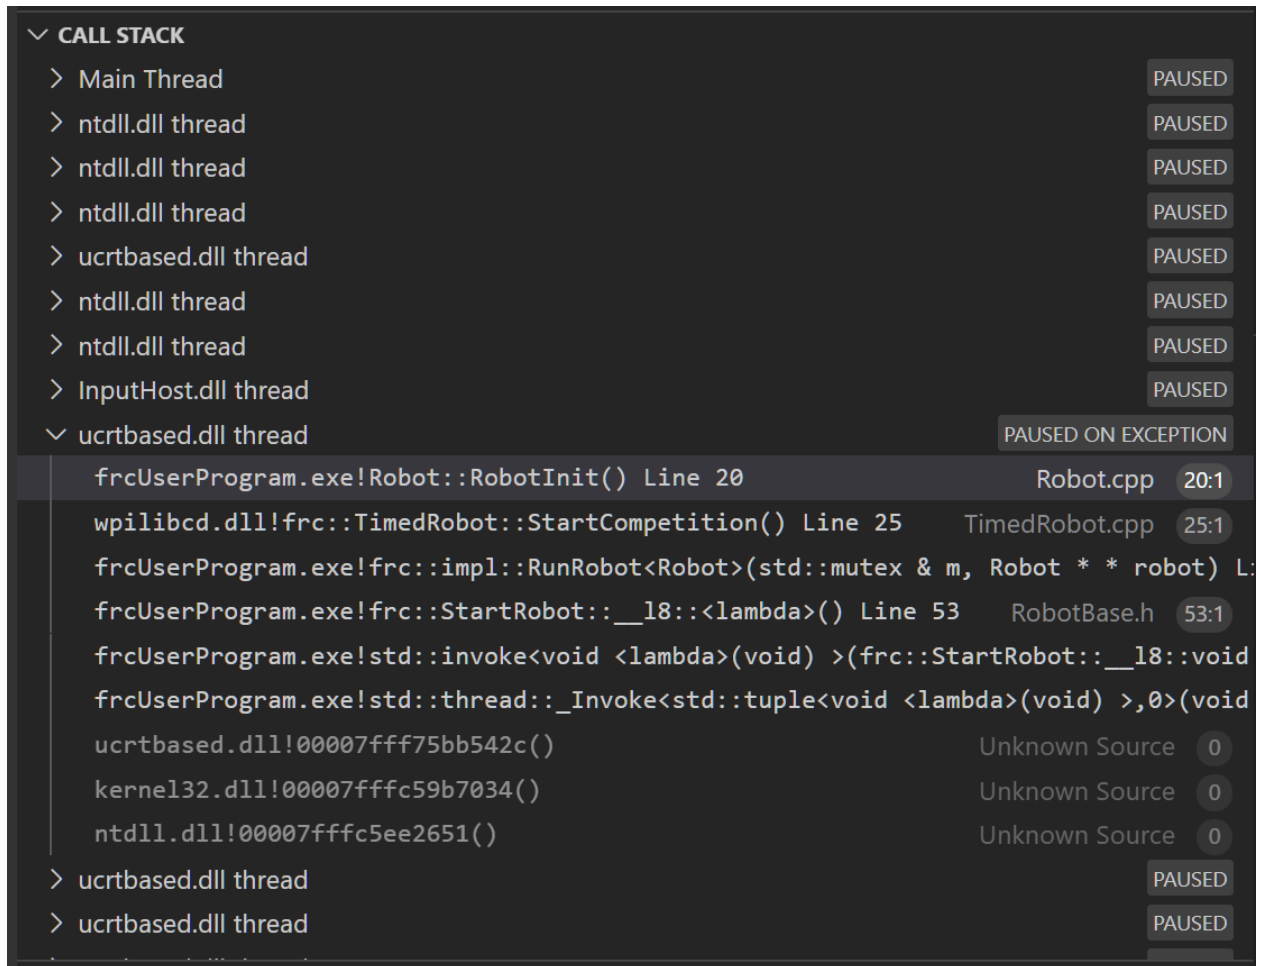 CALL STACK
Main Thread PAUSED
ntdll.dll thread PAUSED
ntdll.dll thread PAUSED
ntdll.dll thread PAUSED
ucrtbased.dll thread PAUSED
ntdll.dll thread PAUSED
ntdll.dll thread PAUSED
InputHost.dll thread PAUSED
ucrtbased.dll thread PAUSED ON EXCEPTION
frcUserProgram.exe!Robot::RobotInit() Line 20 Robot.cpp 20:1
wpilibcd.dll!frc::TimedRobot::StartCompetition() Line 25 TimedRobot.cpp 25:1
frcUserProgram.exe!frc::impl::RunRobot<Robot>(std::mutex & m, Robot * * robot)
frcUserProgram.exe!frc::StartRobot::__l8::<lambda>() Line 53 RobotBase.h 53:1
frcUserProgram.exe!std::invoke<void <lambda>(void) >(frc::StartRobot::__l8::void
frcUserProgram.exe!std::thread::_Invoke<std::tuple<void <lambda>(void) >,0>(void
ucrtbased.dll!00007fff75bb542c() Unknown Source 0
kernel32.dll!00007fffc59b7034() Unknown Source 0
ntdll.dll!00007fffc5ee2651() Unknown Source 0
ucrtbased.dll thread PAUSED
ucrtbased.dll thread PAUSED